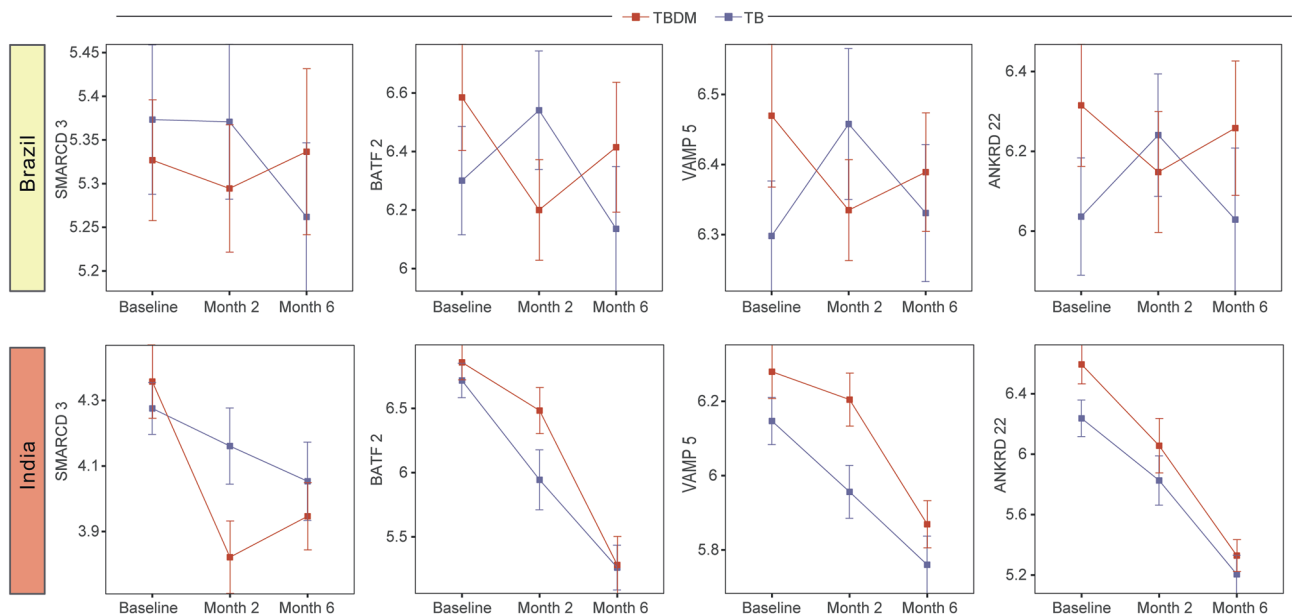 TBDM TB
Brazil
SMARCD 3
5.45
5.4
5.35
5.3
5.25
5.2
Baseline Month 2 Month 6
BATF 2
6.6
6.4
6.2
6
Baseline Month 2 Month 6
VAMP 5
6.5
6.4
6.3
Baseline Month 2 Month 6
ANKRD 22
6.4
6.2
6
Baseline Month 2 Month 6
India
SMARCD 3
4.3
4.1
3.9
Baseline Month 2 Month 6
BATF 2
6.5
6
5.5
Baseline Month 2 Month 6
VAMP 5
6.2
6
5.8
Baseline Month 2 Month 6
ANKRD 22
6.4
6
5.6
5.2
Baseline Month 2 Month 6